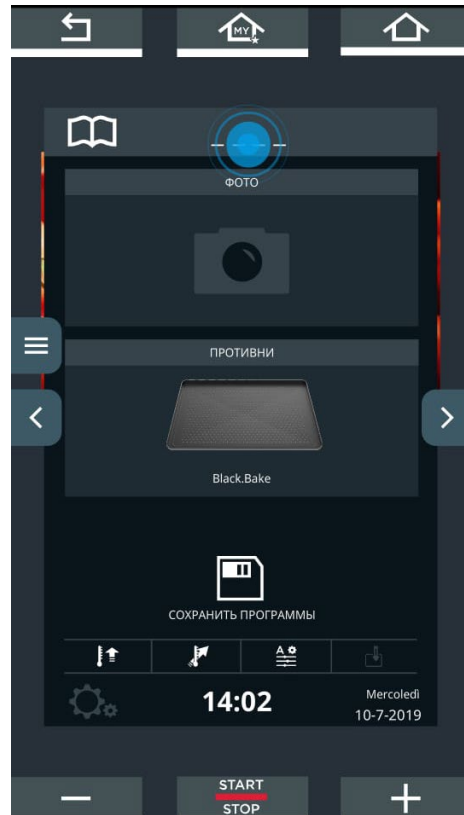 MY
- - -
ФОТО
ПРОТИВНИ
Black.Bake
СОХРАНИТЬ ПРОГРАММЫ
A
14:02
Mercoledì
10-7-2019
START
STOP